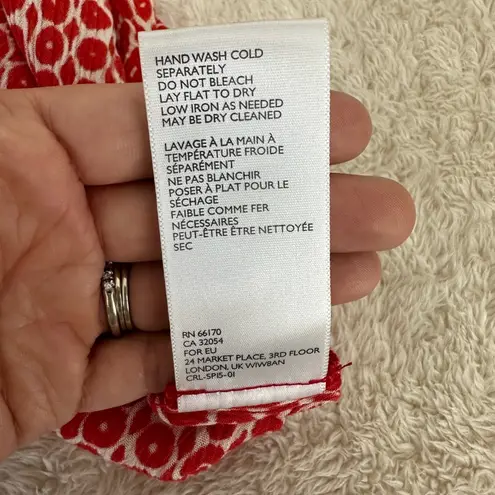 HAND WASH COLD
SEPARATELY
DO NOT BLEACH
LAY FLAT TO DRY
LOW IRON AS NEEDED
MAY BE DRY CLEANED
LAVAGE À LA MAIN À
TEMPÉRATURE FROIDE
SÉPARÉMENT
NE PAS BLANCHIR
POSER À PLAT POUR LE
SÉCHAGE
FAIBLE COMME FER
NÉCESSAIRES
PEUT-ÊTRE ÊTRE NETTOYÉE
SEC
RN 66170
CA 32054
FOR EU
24 MARKET PLACE, 3RD FLOOR
LONDON, UK W1W8AN
CRL-SP15-01